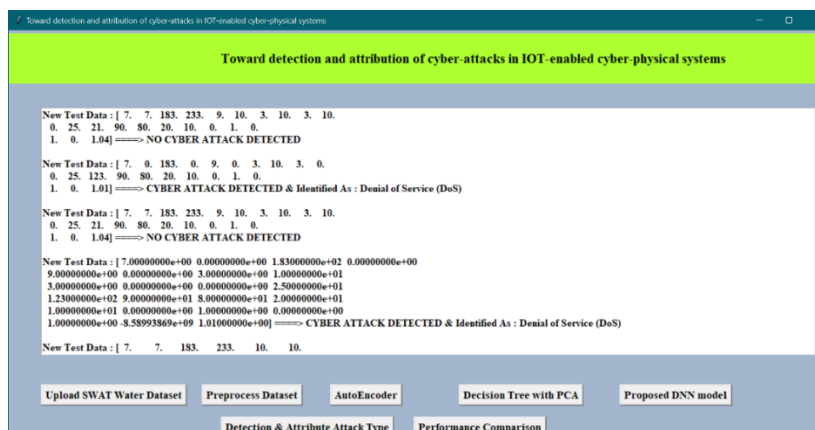 Toward detection and attribution of cyber-attacks in IOT-enabled cyber-physical systems
Toward detection and attribution of cyber-attacks in IOT-enabled cyber-physical systems
New Test Data : [ 7. 7. 183. 233. 9. 10. 3. 10. 3. 10.
0. 25. 21. 90. 80. 20. 10. 0. 1. 0.
1. 0. 1.04] ====> NO CYBER ATTACK DETECTED
New Test Data : [ 7. 0. 183. 0. 9. 0. 3. 10. 3. 0.
0. 25. 123. 90. 80. 20. 10. 0. 1. 0.
1. 0. 1.01] ====> CYBER ATTACK DETECTED & Identified As : Denial of Service (DoS)
New Test Data : [ 7. 7. 183. 233. 9. 10. 3. 10. 3. 10.
0. 25. 21. 90. 80. 20. 10. 0. 1. 0.
1. 0. 1.04] ====> NO CYBER ATTACK DETECTED
New Test Data : [ 7.00000000e+00 0.00000000e+00 1.83000000e+02 0.00000000e+00
9.00000000e+00 0.00000000e+00 3.00000000e+00 1.00000000e+01
3.00000000e+00 0.00000000e+00 0.00000000e+00 2.50000000e+01
1.23000000e+02 9.00000000e+01 8.00000000e+01 2.00000000e+01
1.00000000e+01 0.00000000e+00 1.00000000e+00 0.00000000e+00
1.00000000e+00 -8.58993869e+09 1.01000000e+00] ====> CYBER ATTACK DETECTED & Identified As : Denial of Service (DoS)
New Test Data : [ 7. 7. 183. 233. 10. 10.
Upload SWAT Water Dataset Preprocess Dataset AutoEncoder Decision Tree with PCA Proposed DNN model
Detection & Attribute Attack Type Performance Comparison